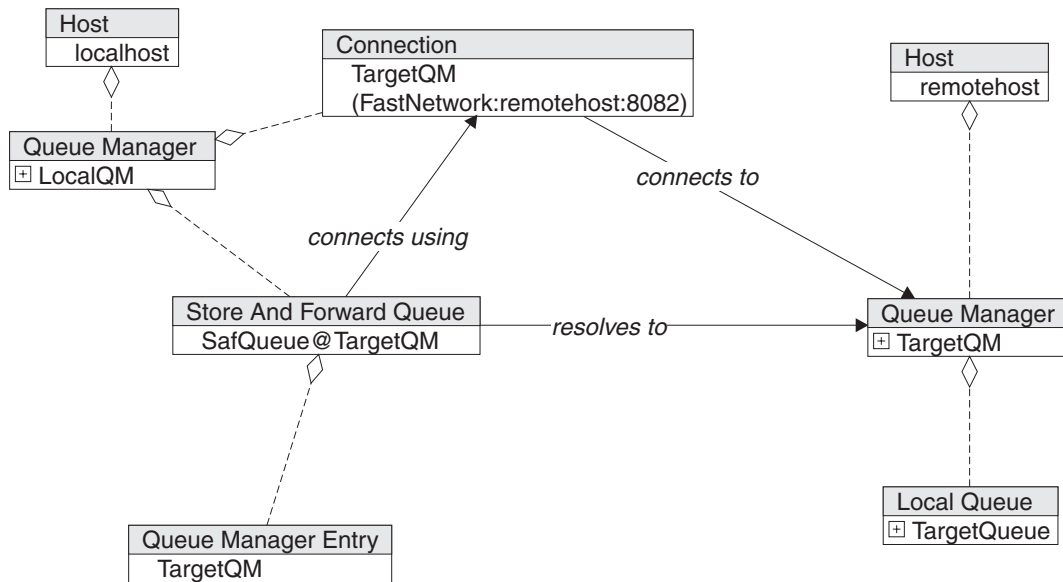 Host
localhost
Connection
TargetQM
(FastNetwork:remotehost:8082)
Host
remotehost
Queue Manager
LocalQM
connects to
connects using
Store And Forward Queue
SafQueue@TargetQM
resolves to
Queue Manager
TargetQM
Local Queue
TargetQueue
Queue Manager Entry
TargetQM